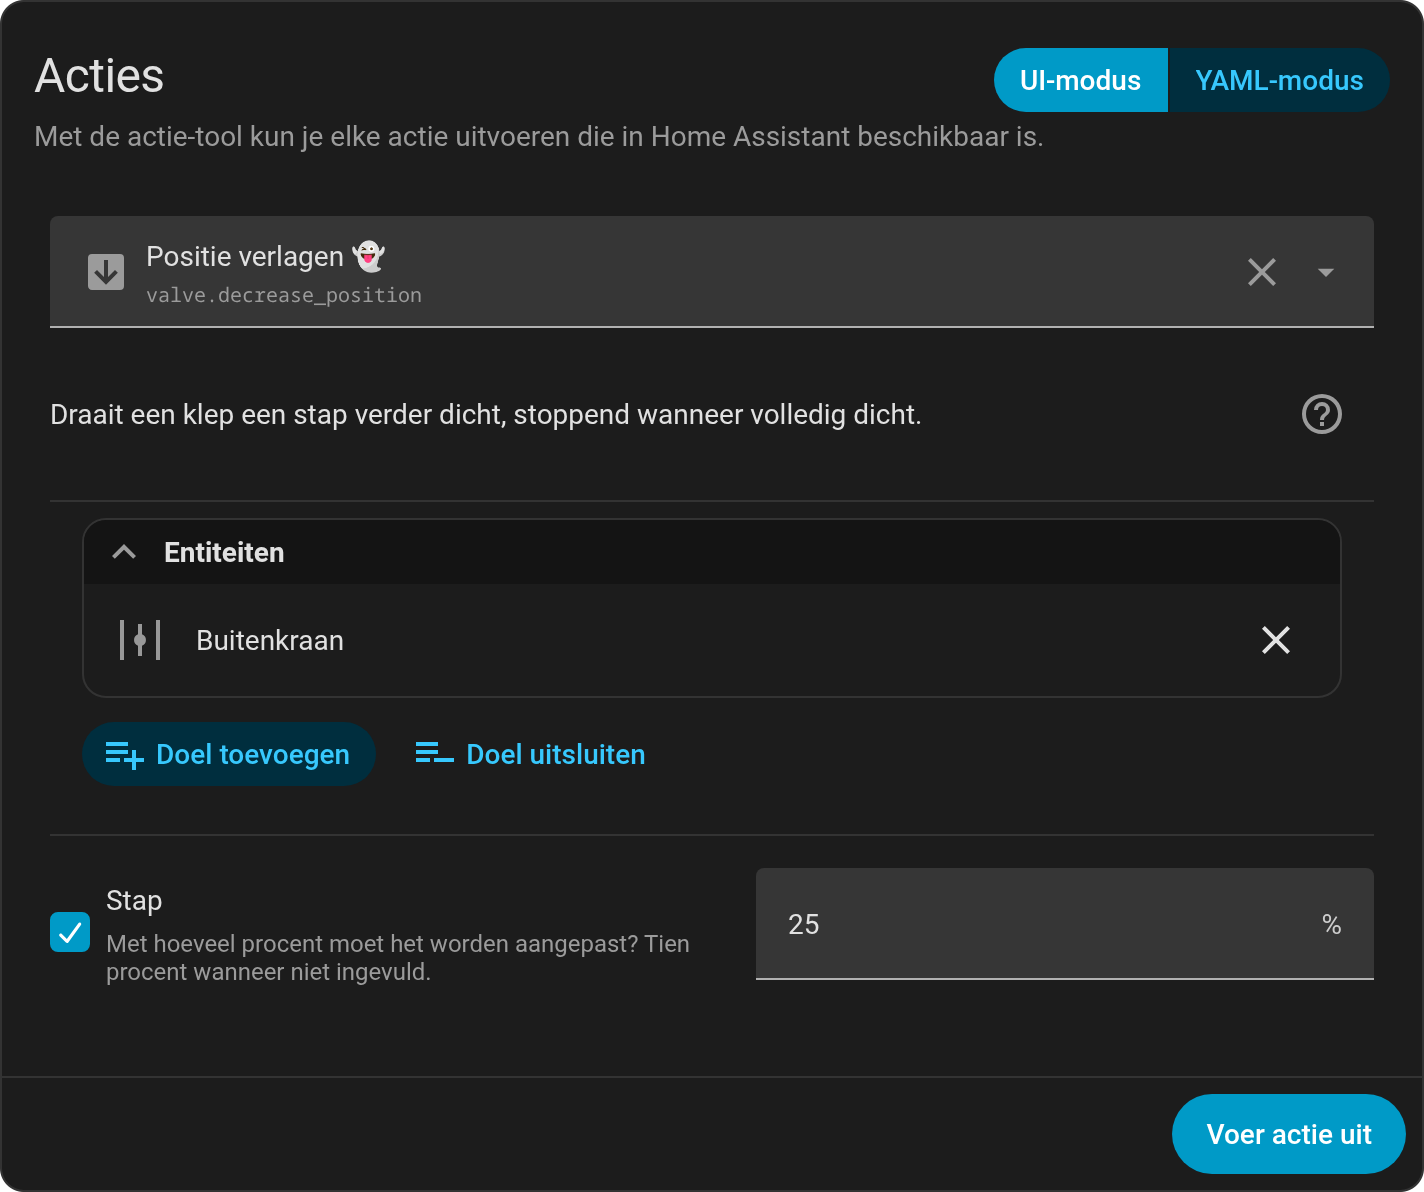 Acties
UI-modus
YAML-modus
Met de actie-tool kun je elke actie uitvoeren die in Home Assistant beschikbaar is.
Positie verlagen 👻
valve.decrease_position
Draait een klep een stap verder dicht, stoppend wanneer volledig dicht.
Entiteiten
Buitenkraan
Doel toevoegen
Doel uitsluiten
Stap
Met hoeveel procent moet het worden aangepast? Tien
procent wanneer niet ingevuld.
25 %
Voer actie uit